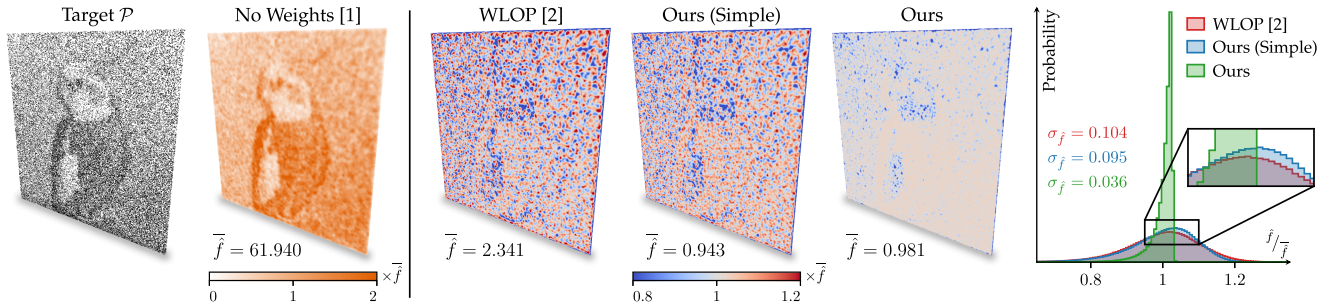 Target 𝒫
No Weights [1]
WLOP [2]
Ours (Simple)
Ours
f̂ = 61.940
0 1 2 ×f̂
f̂ = 2.341
f̂ = 0.943
0.8 1 1.2 ×f̂
f̂ = 0.981
Probability
WLOP [2]
Ours (Simple)
Ours
σ_f̂ = 0.104
σ_f̂ = 0.095
σ_f̂ = 0.036
f̂/f̂
0.8 1 1.2